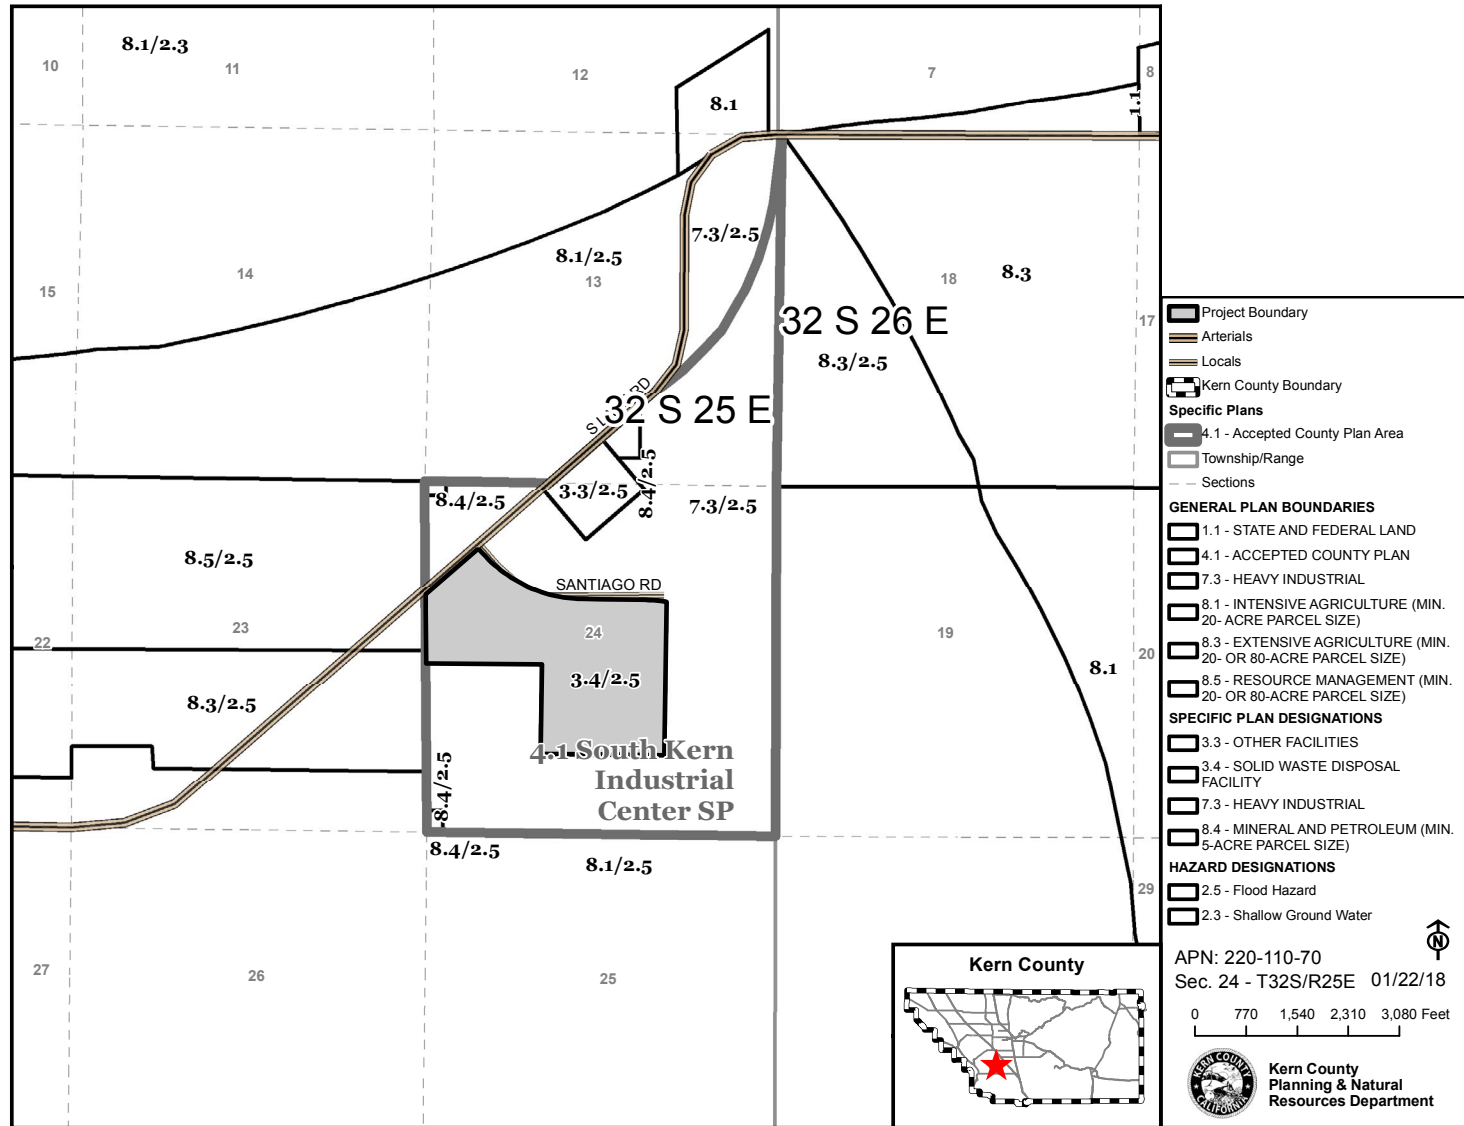 8.1/2.3
10
11
12
7
8
8.1
1.1
7.3/2.5
8.1/2.5
14
13
15
18
8.3
17
32 S 26 E
8.3/2.5
RD
32 S 25 E
S
8.4/2.5
3.3/2.5
8.4/2.5
7.3/2.5
8.5/2.5
SANTIAGO RD
22
23
24
19
20
8.1
3.4/2.5
8.3/2.5
4.1 South Kern
Industrial
Center SP
8.4/2.5
8.4/2.5
8.1/2.5
29
27
26
25
Project Boundary
Arterials
Locals
Kern County Boundary
Specific Plans
4.1 - Accepted County Plan Area
Township/Range
Sections
GENERAL PLAN BOUNDARIES
1.1 - STATE AND FEDERAL LAND
4.1 - ACCEPTED COUNTY PLAN
7.3 - HEAVY INDUSTRIAL
8.1 - INTENSIVE AGRICULTURE (MIN.
20- ACRE PARCEL SIZE)
8.3 - EXTENSIVE AGRICULTURE (MIN.
20- OR 80-ACRE PARCEL SIZE)
8.5 - RESOURCE MANAGEMENT (MIN.
20- OR 80-ACRE PARCEL SIZE)
SPECIFIC PLAN DESIGNATIONS
3.3 - OTHER FACILITIES
3.4 - SOLID WASTE DISPOSAL
FACILITY
7.3 - HEAVY INDUSTRIAL
8.4 - MINERAL AND PETROLEUM (MIN.
5-ACRE PARCEL SIZE)
HAZARD DESIGNATIONS
2.5 - Flood Hazard
2.3 - Shallow Ground Water
N
APN: 220-110-70
Sec. 24 - T32S/R25E 01/22/18
0 770 1,540 2,310 3,080 Feet
Kern County
KERN COUNTY
CALIFORNIA
Kern County
Planning & Natural
Resources Department